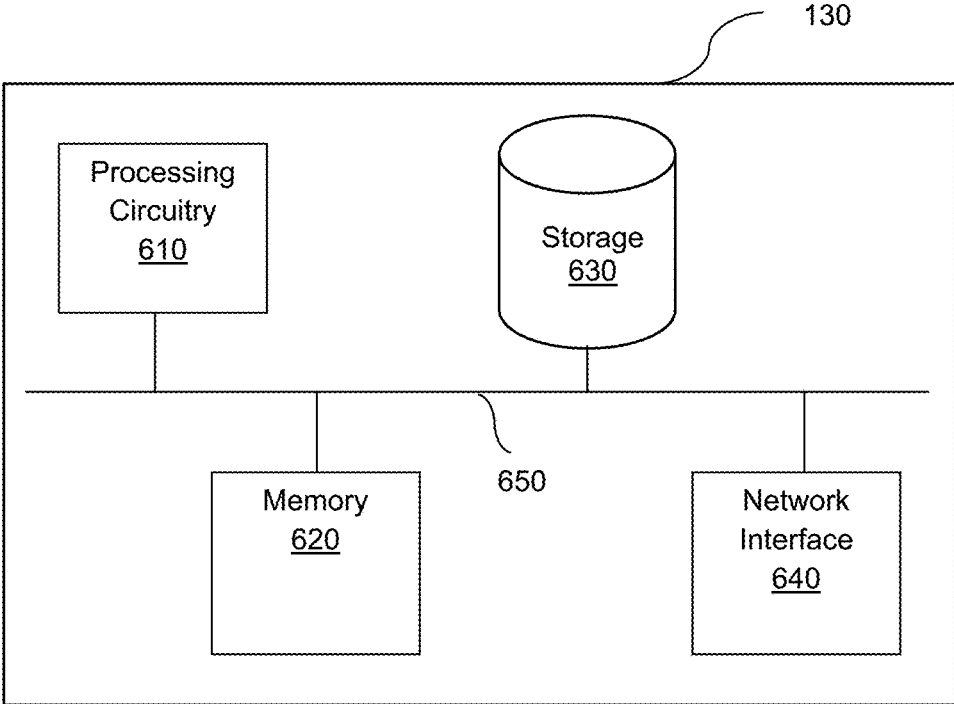 130
Processing
Circuitry
610
Storage
630
650
Memory
620
Network
Interface
640